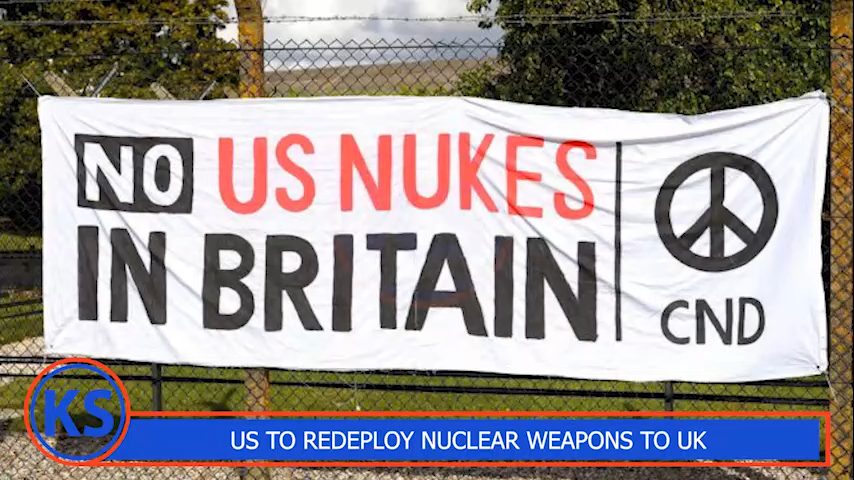 NO US NUKES
IN BRITAIN
CND
KS
US TO REDEPLOY NUCLEAR WEAPONS TO UK